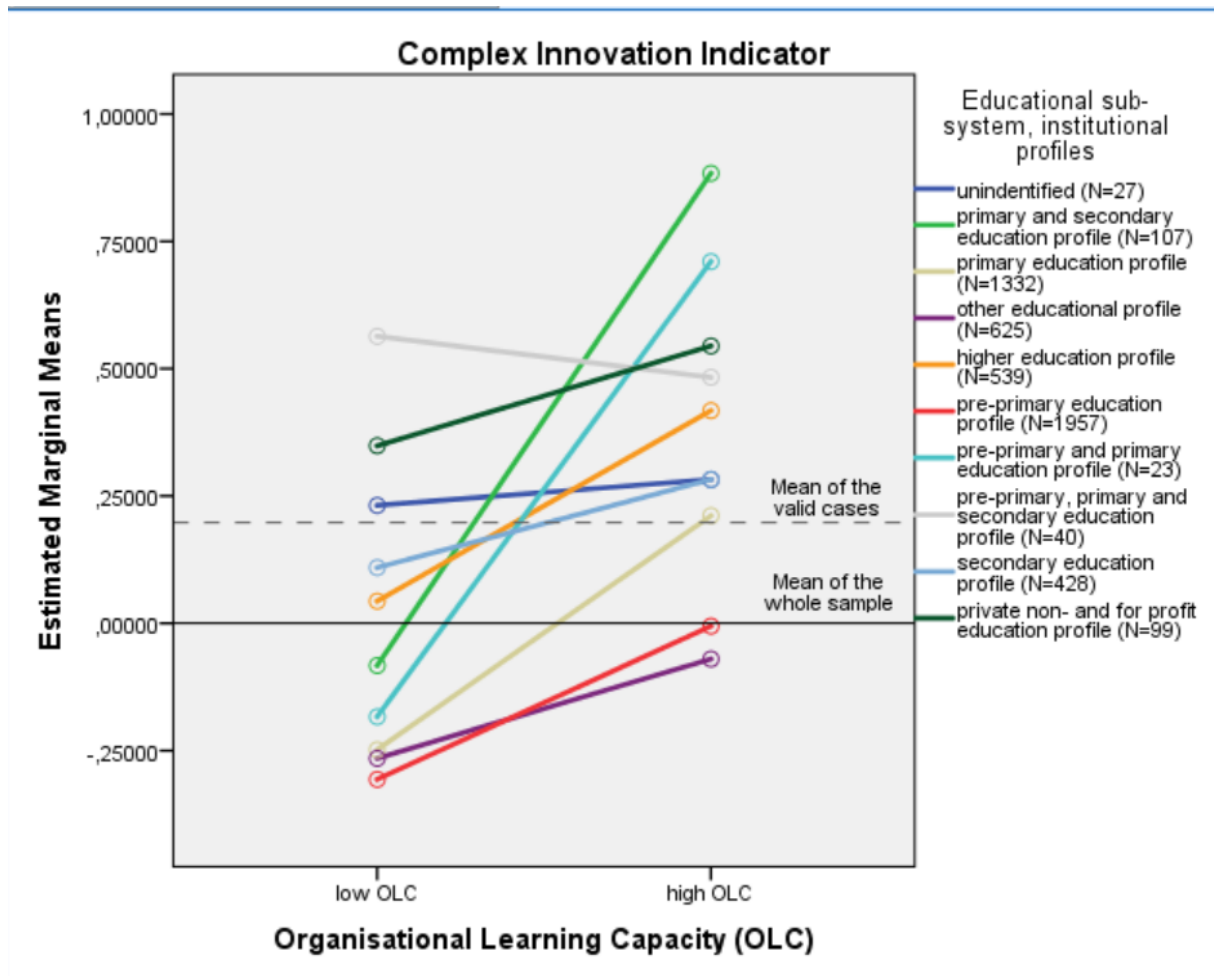 Complex Innovation Indicator
Estimated Marginal Means
1,00000
,75000
,50000
,25000
,00000
-,25000
Mean of the
valid cases
Mean of the
whole sample
low OLC
high OLC
Organisational Learning Capacity (OLC)
Educational sub-
system, institutional
profiles
unindentified (N=27)
primary and secondary
education profile (N=107)
primary education profile
(N=1332)
other educational profile
(N=625)
higher education profile
(N=539)
pre-primary education
profile (N=1957)
pre-primary and primary
education profile (N=23)
pre-primary, primary and
secondary education
profile (N=40)
secondary education
profile (N=428)
private non- and for profit
education profile (N=99)